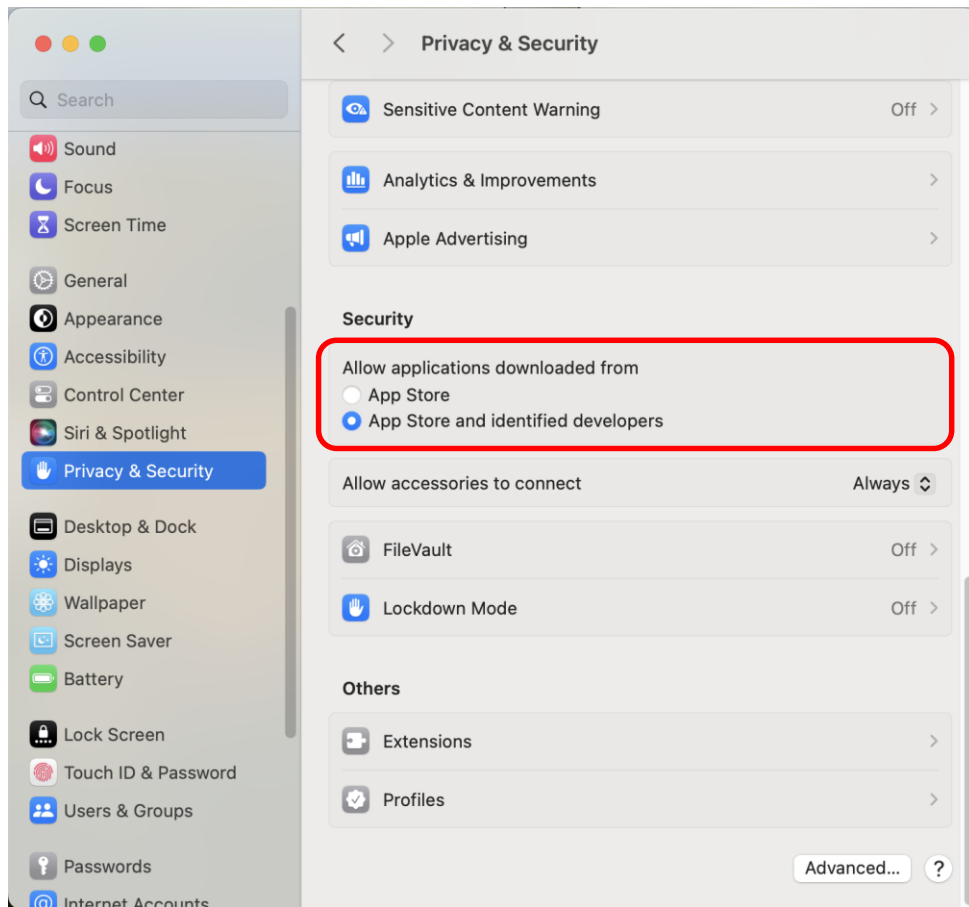 Search
Sound
Focus
Screen Time
General
Appearance
Accessibility
Control Center
Siri & Spotlight
Privacy & Security
Desktop & Dock
Displays
Wallpaper
Screen Saver
Battery
Lock Screen
Touch ID & Password
Users & Groups
Passwords
Internet Accounts
Privacy & Security
Sensitive Content Warning Off
Analytics & Improvements
Apple Advertising
Security
Allow applications downloaded from
App Store
App Store and identified developers
Allow accessories to connect Always
FileVault Off
Lockdown Mode Off
Others
Extensions
Profiles
Advanced... ?